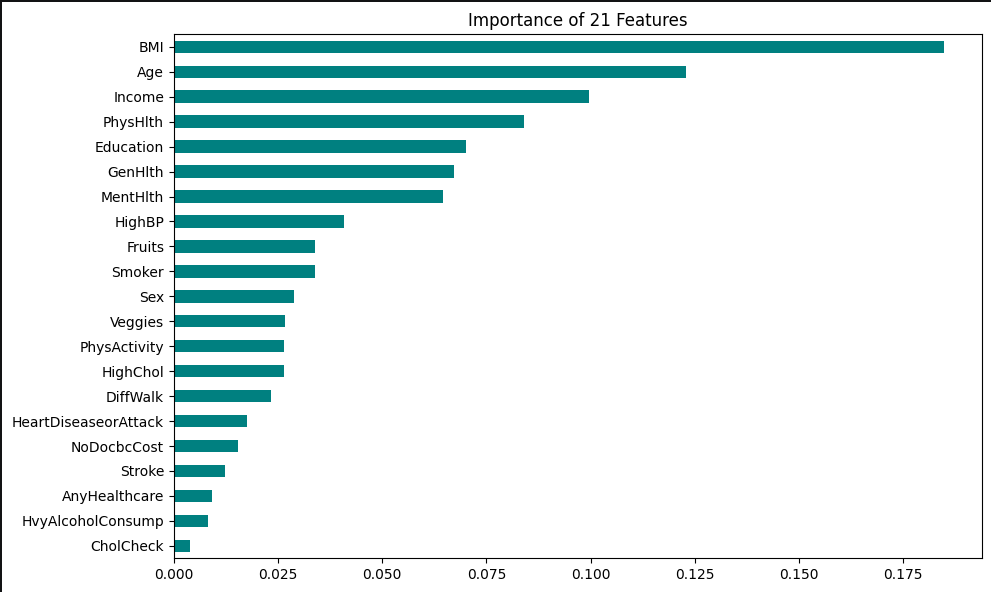 Importance of 21 Features
BMI
Age
Income
PhysHlth
Education
GenHlth
MentHlth
HighBP
Fruits
Smoker
Sex
Veggies
PhysActivity
HighChol
DiffWalk
HeartDiseaseorAttack
NoDocbcCost
Stroke
AnyHealthcare
HvyAlcoholConsump
CholCheck
0.000 0.025 0.050 0.075 0.100 0.125 0.150 0.175